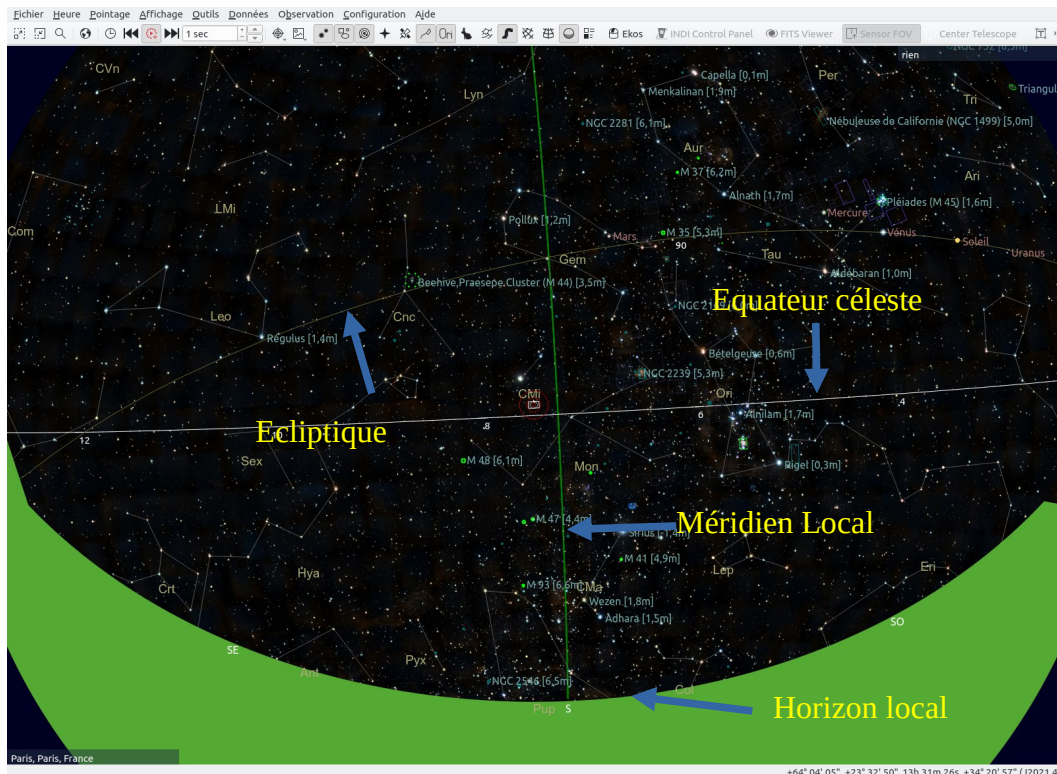 Fichier Heure Pointage Affichage Outils Données Observation Configuration Aide
1 sec Ekos INDI Control Panel FITS Viewer Sensor FOV Center Telescope
rien
CVn
Capella [0,1m]
Per
Menkalinan [1,9m]
Triangul
Lyn
Tri
NGC 2281 [6,1m]
Nébuleuse de Californie (NGC 1499) [5,0m]
Aur
M 37 [6,2m]
Ari
Alnath [1,7m]
Pléiades (M 45) [1,6m]
LMi
Mercure
Pollux [1,2m]
Com
Mars
M 35 [5,3m]
Vénus
90
Soleil
Gem
Tau
Uranus
Aldébaran [1,0m]
Beehive,Praesepe,Cluster (M 44) [3,5m]
Equateur céleste
Leo
Cnc
Régulus [1,4m]
Bételgeuse [0,6m]
NGC 2239 [5,3m]
CMi
Ori
4
6
Alnilam [1,7m]
8
Ecliptique
12
Sex
M 48 [6,1m]
Mon
Rigel [0,3m]
M 47 [4,4m]
Méridien Local
Sirius [-1,4m]
M 41 [4,9m]
Hya
Lep
Eri
Crt
M 93 [6,6m]
CMa
Wezen [1,8m]
Adhara [1,5m]
SO
SE
Pyx
Ant
NGC 2546 [6,5m]
Col
Pup
S
Horizon local
Paris, Paris, France